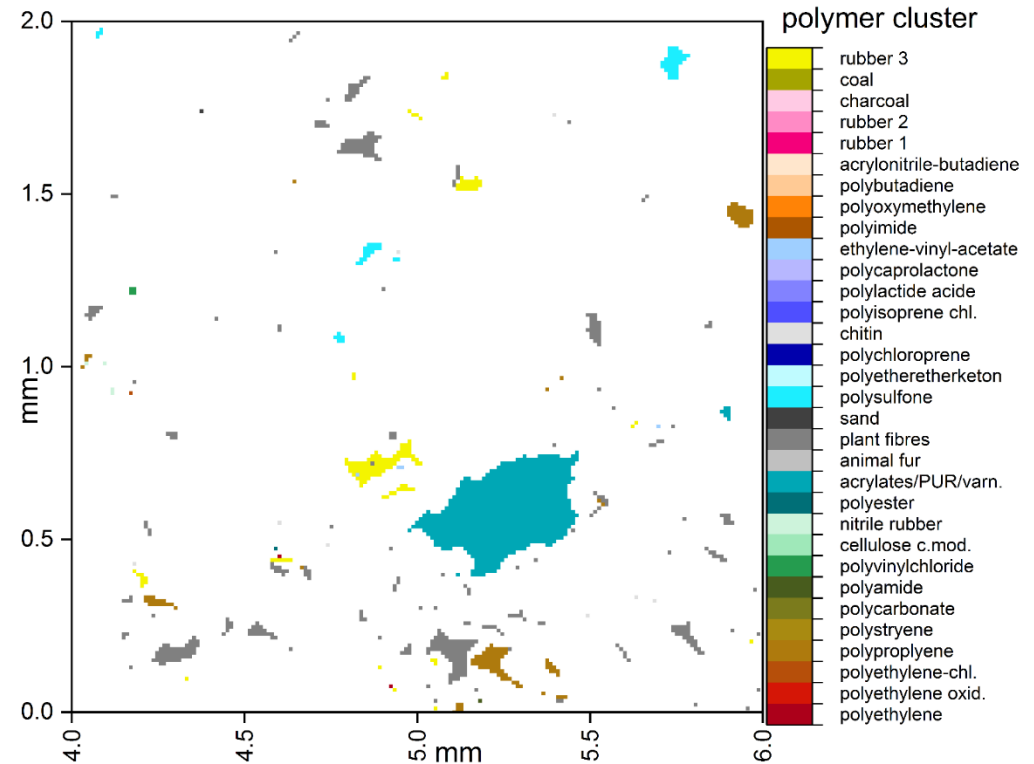 polymer cluster
2.0
1.5
1.0
0.5
0.0
mm
4.0
4.5
5.0
5.5
6.0
mm
rubber 3
coal
charcoal
rubber 2
rubber 1
acrylonitrile-butadiene
polybutadiene
polyoxymethylene
polyimide
ethylene-vinyl-acetate
polycaprolactone
polylactide acide
polyisoprene chl.
chitin
polychloroprene
polyetheretherketon
polysulfone
sand
plant fibres
animal fur
acrylates/PUR/varn.
polyester
nitrile rubber
cellulose c.mod.
polyvinylchloride
polyamide
polycarbonate
polystryene
polyproplyene
polyethylene-chl.
polyethylene oxid.
polyethylene